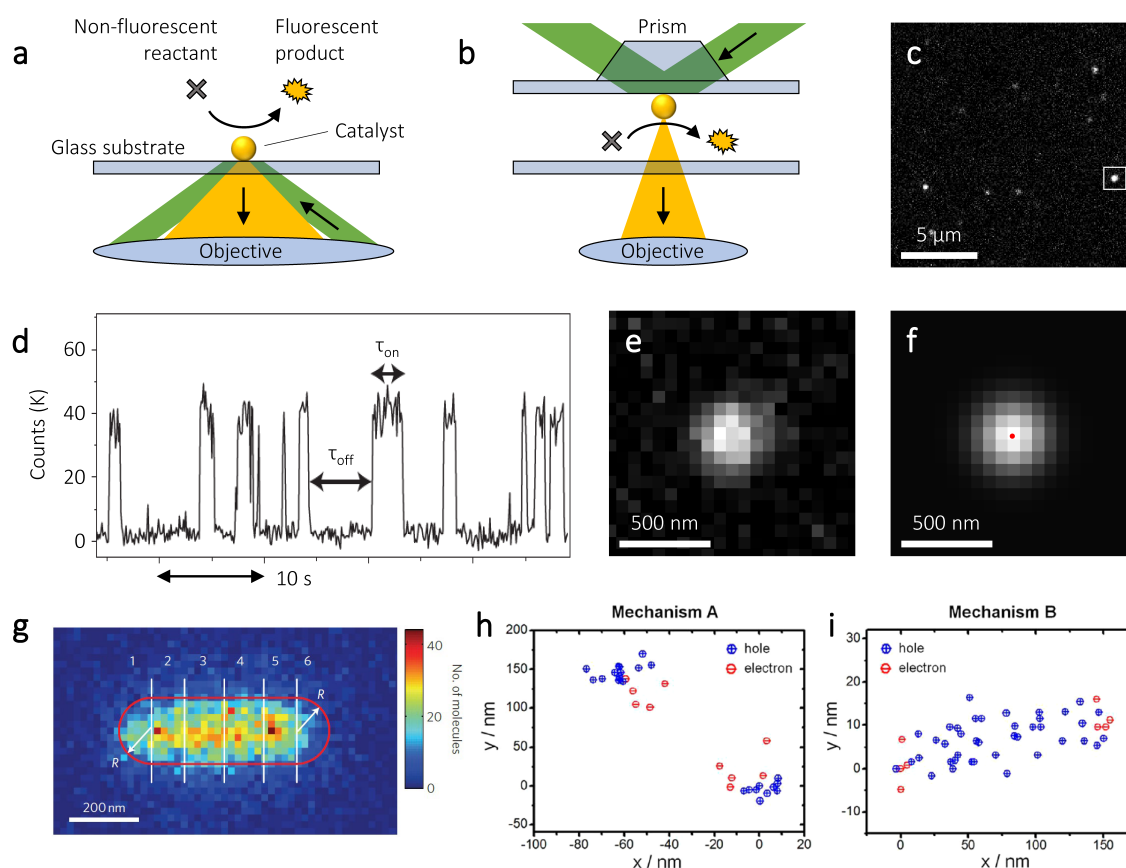 a
Non-fluorescent
reactant
Fluorescent
product
Catalyst
Glass substrate
Objective
b
Prism
Objective
c
5 μm
d
Counts (K)
60
40
20
0
τon
τoff
10 s
e
500 nm
f
500 nm
g
1 2 3 4 5 6
R
R
200 nm
40
20
0
No. of molecules
h
Mechanism A
hole
electron
y / nm
200
150
100
50
0
-50
-100 -80 -60 -40 -20 0 20
x / nm
i
Mechanism B
hole
electron
y / nm
30
20
10
0
-10
0 50 100 150
x / nm